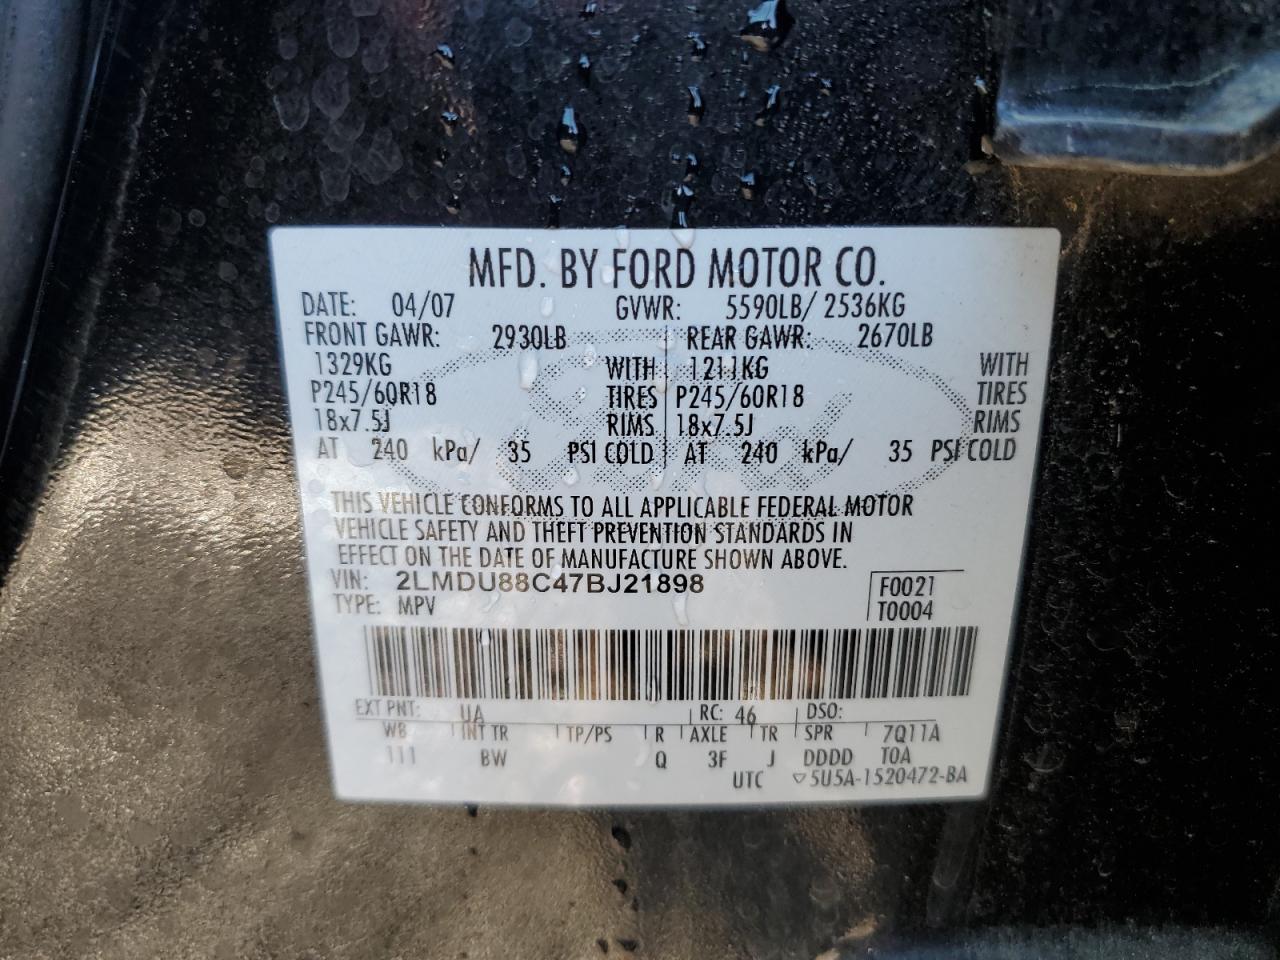 MFD. BY FORD MOTOR CO.
DATE: 04/07 GVWR: 5590LB/ 2536KG
FRONT GAWR: 2930LB REAR GAWR: 2670LB
1329KG WITH 1211KG WITH
P245/60R18 TIRES P245/60R18 TIRES
18x7.5J RIMS 18x7.5J RIMS
AT 240 kPa/ 35 PSI COLD AT 240 kPa/ 35 PSI COLD
THIS VEHICLE CONFORMS TO ALL APPLICABLE FEDERAL MOTOR
VEHICLE SAFETY AND THEFT PREVENTION STANDARDS IN
EFFECT ON THE DATE OF MANUFACTURE SHOWN ABOVE.
VIN: 2LMDU88C47BJ21898 F0021
TYPE: MPV T0004
EXT PNT: UA RC: 46 DSO:
WB INT TR TP/PS R AXLE TR SPR 7Q11A
111 BW Q 3F J DDDD TOA
UTC ▽5U5A-1520472-BA